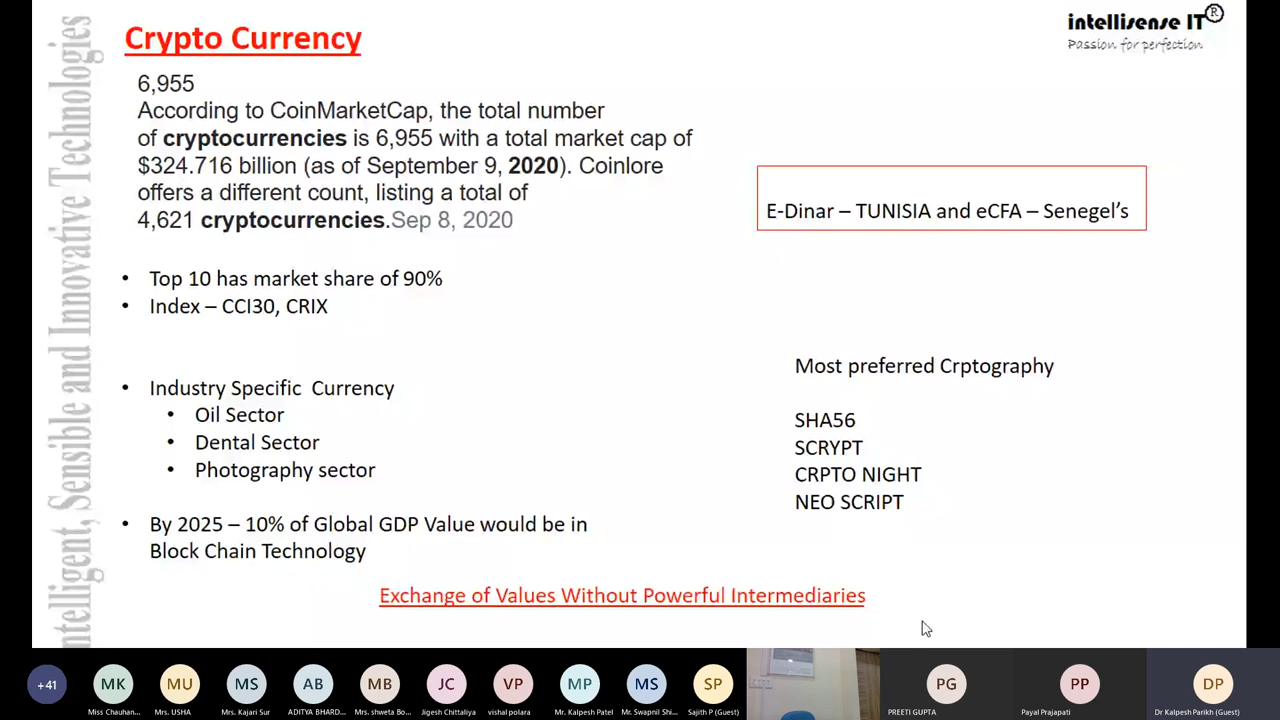 Crypto Currency
intellisense IT®
Passion for perfection
Intelligent, Sensible and Innovative Technologies
6,955
According to CoinMarketCap, the total number
of cryptocurrencies is 6,955 with a total market cap of
$324.716 billion (as of September 9, 2020). Coinlore
offers a different count, listing a total of
4,621 cryptocurrencies.Sep 8, 2020
E-Dinar – TUNISIA and eCFA – Senegel’s
• Top 10 has market share of 90%
• Index – CCI30, CRIX
• Industry Specific Currency
• Oil Sector
• Dental Sector
• Photography sector
• By 2025 – 10% of Global GDP Value would be in
Block Chain Technology
Most preferred Crptography
SHA56
SCRYPT
CRPTO NIGHT
NEO SCRIPT
Exchange of Values Without Powerful Intermediaries
+41
MK
MU
MS
AB
MB
JC
VP
MP
MS
SP
PG
PP
DP
Miss Chauhan...
Mrs. USHA
Mrs. Kajari Sur
ADITYA BHARD...
Mrs. shweta Bo...
Jigesh Chittaliya
vishal polara
Mr. Kalpesh Patel
Mr. Swapnil Shi...
Sajith P (Guest)
PREETI GUPTA
Payal Prajapati
Dr Kalpesh Parikh (Guest)